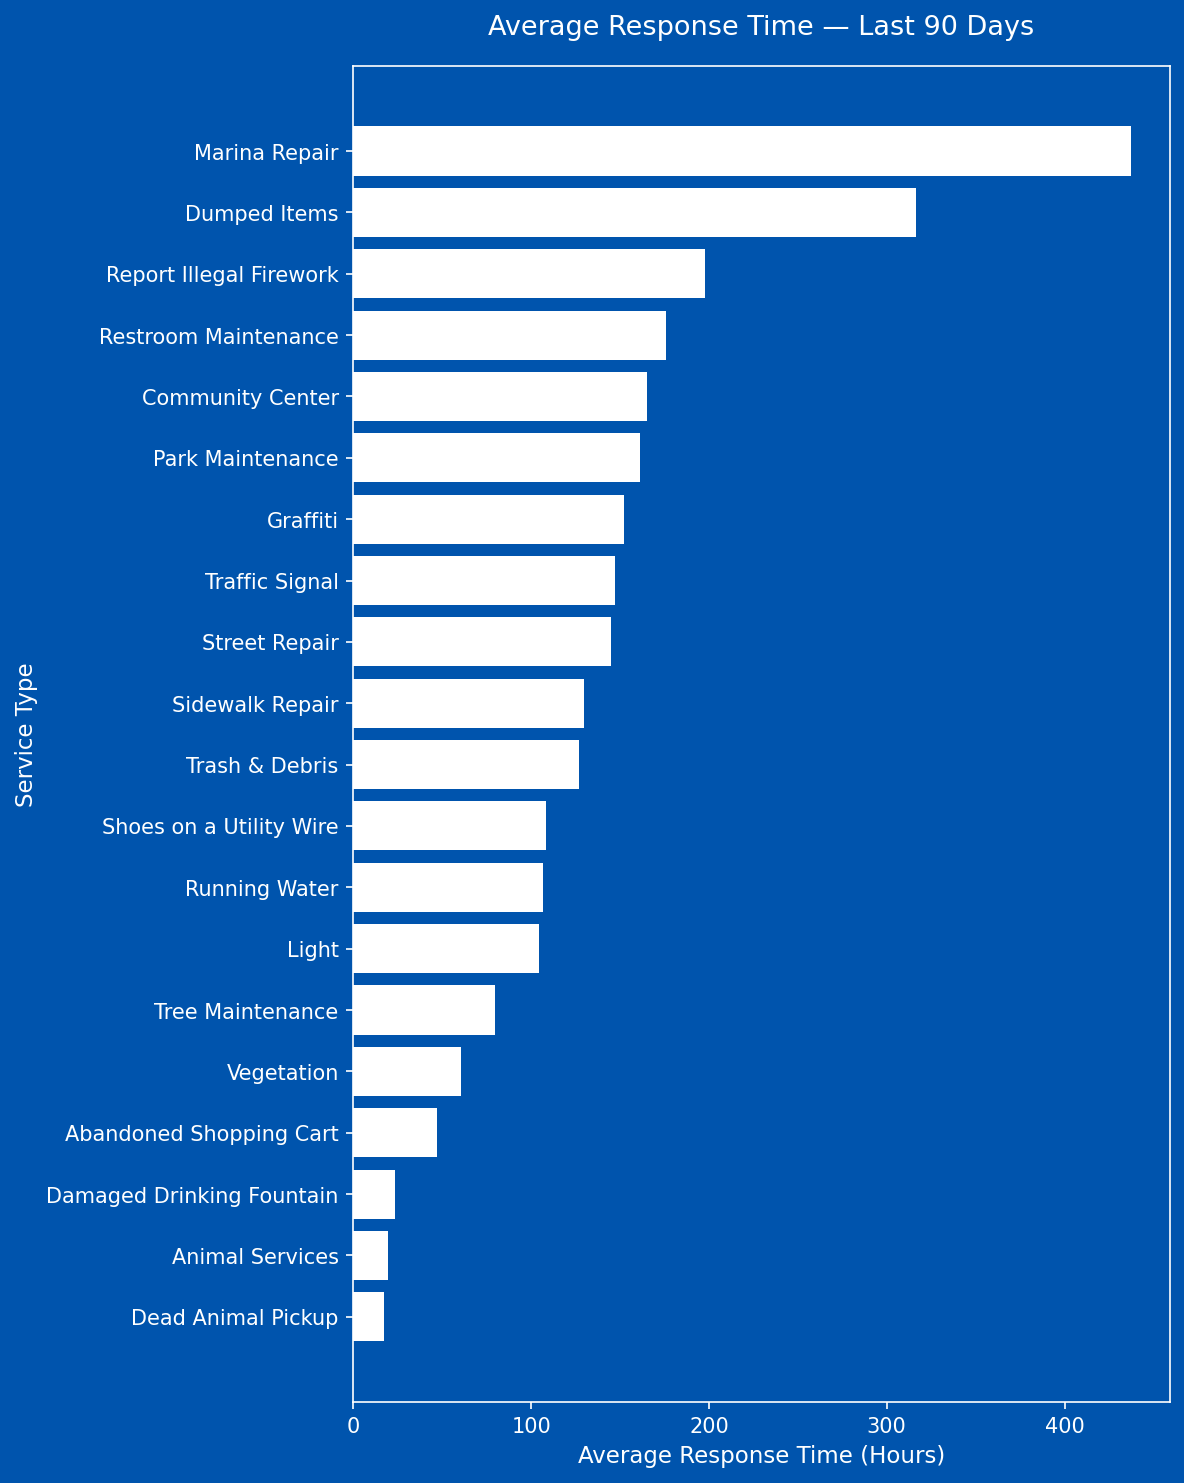 Average Response Time — Last 90 Days
Service Type
Marina Repair
Dumped Items
Report Illegal Firework
Restroom Maintenance
Community Center
Park Maintenance
Graffiti
Traffic Signal
Street Repair
Sidewalk Repair
Trash & Debris
Shoes on a Utility Wire
Running Water
Light
Tree Maintenance
Vegetation
Abandoned Shopping Cart
Damaged Drinking Fountain
Animal Services
Dead Animal Pickup
0 100 200 300 400
Average Response Time (Hours)